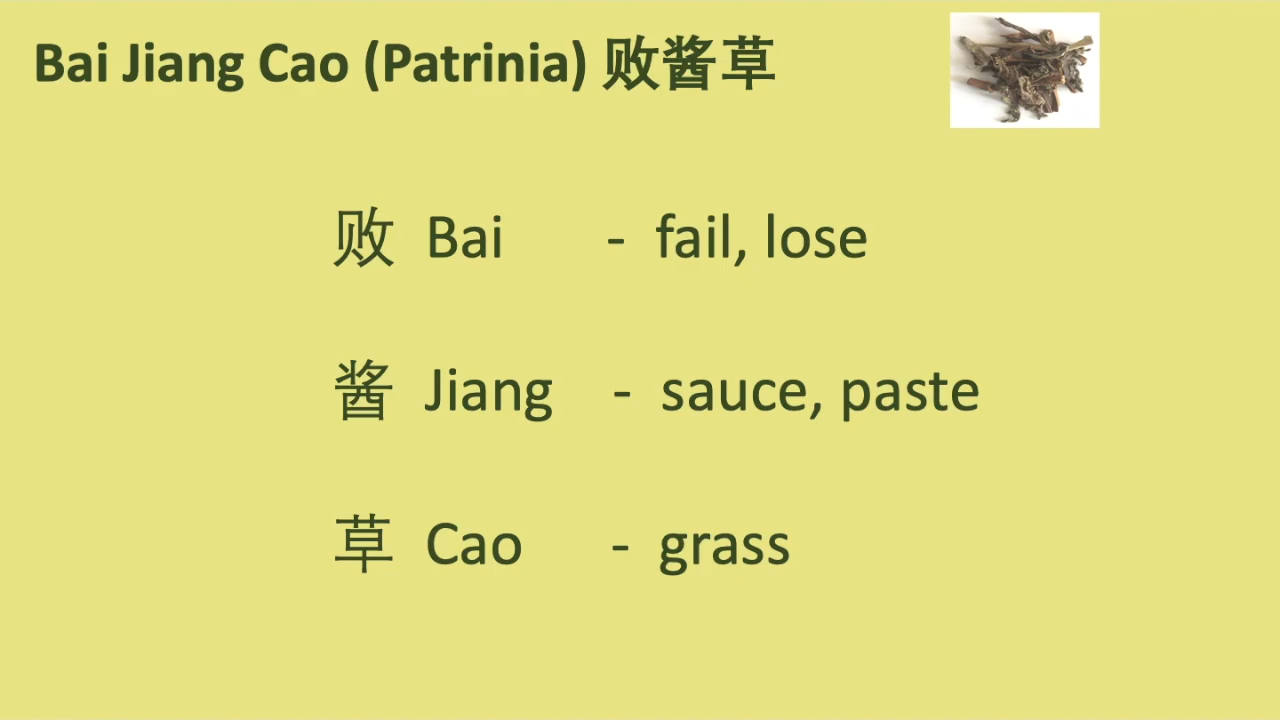 Bai Jiang Cao (Patrinia) 败酱草
败 Bai - fail, lose
酱 Jiang - sauce, paste
草 Cao - grass